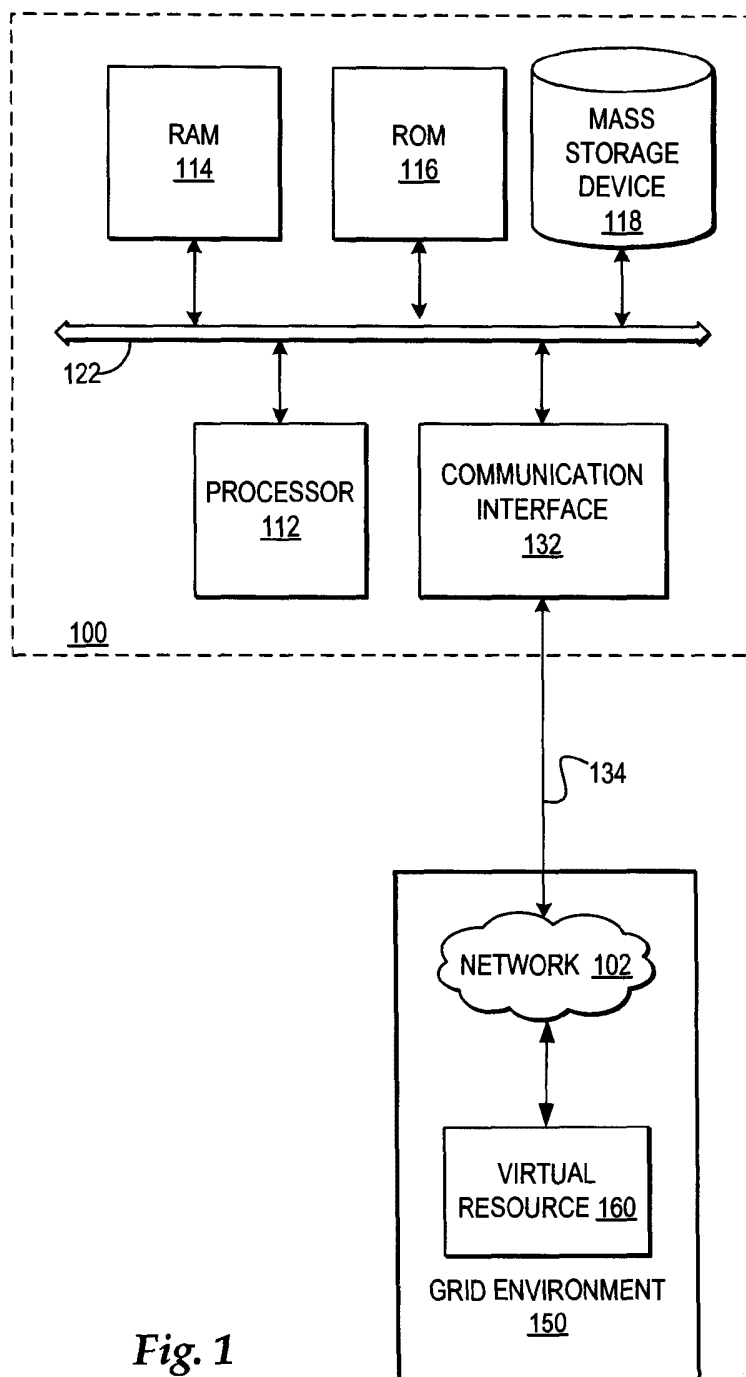 RAM
114
ROM
116
MASS
STORAGE
DEVICE
118
122
PROCESSOR
112
COMMUNICATION
INTERFACE
132
100
134
NETWORK 102
VIRTUAL
RESOURCE 160
GRID ENVIRONMENT
150
Fig. 1